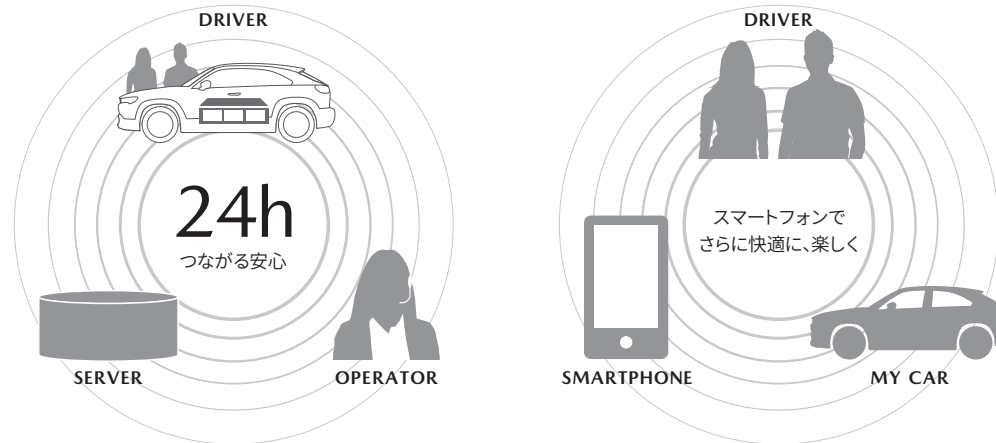 DRIVER
24h
つながる安心
SERVER
OPERATOR
DRIVER
スマートフォンで
さらに快適に、楽しく
SMARTPHONE
MY CAR